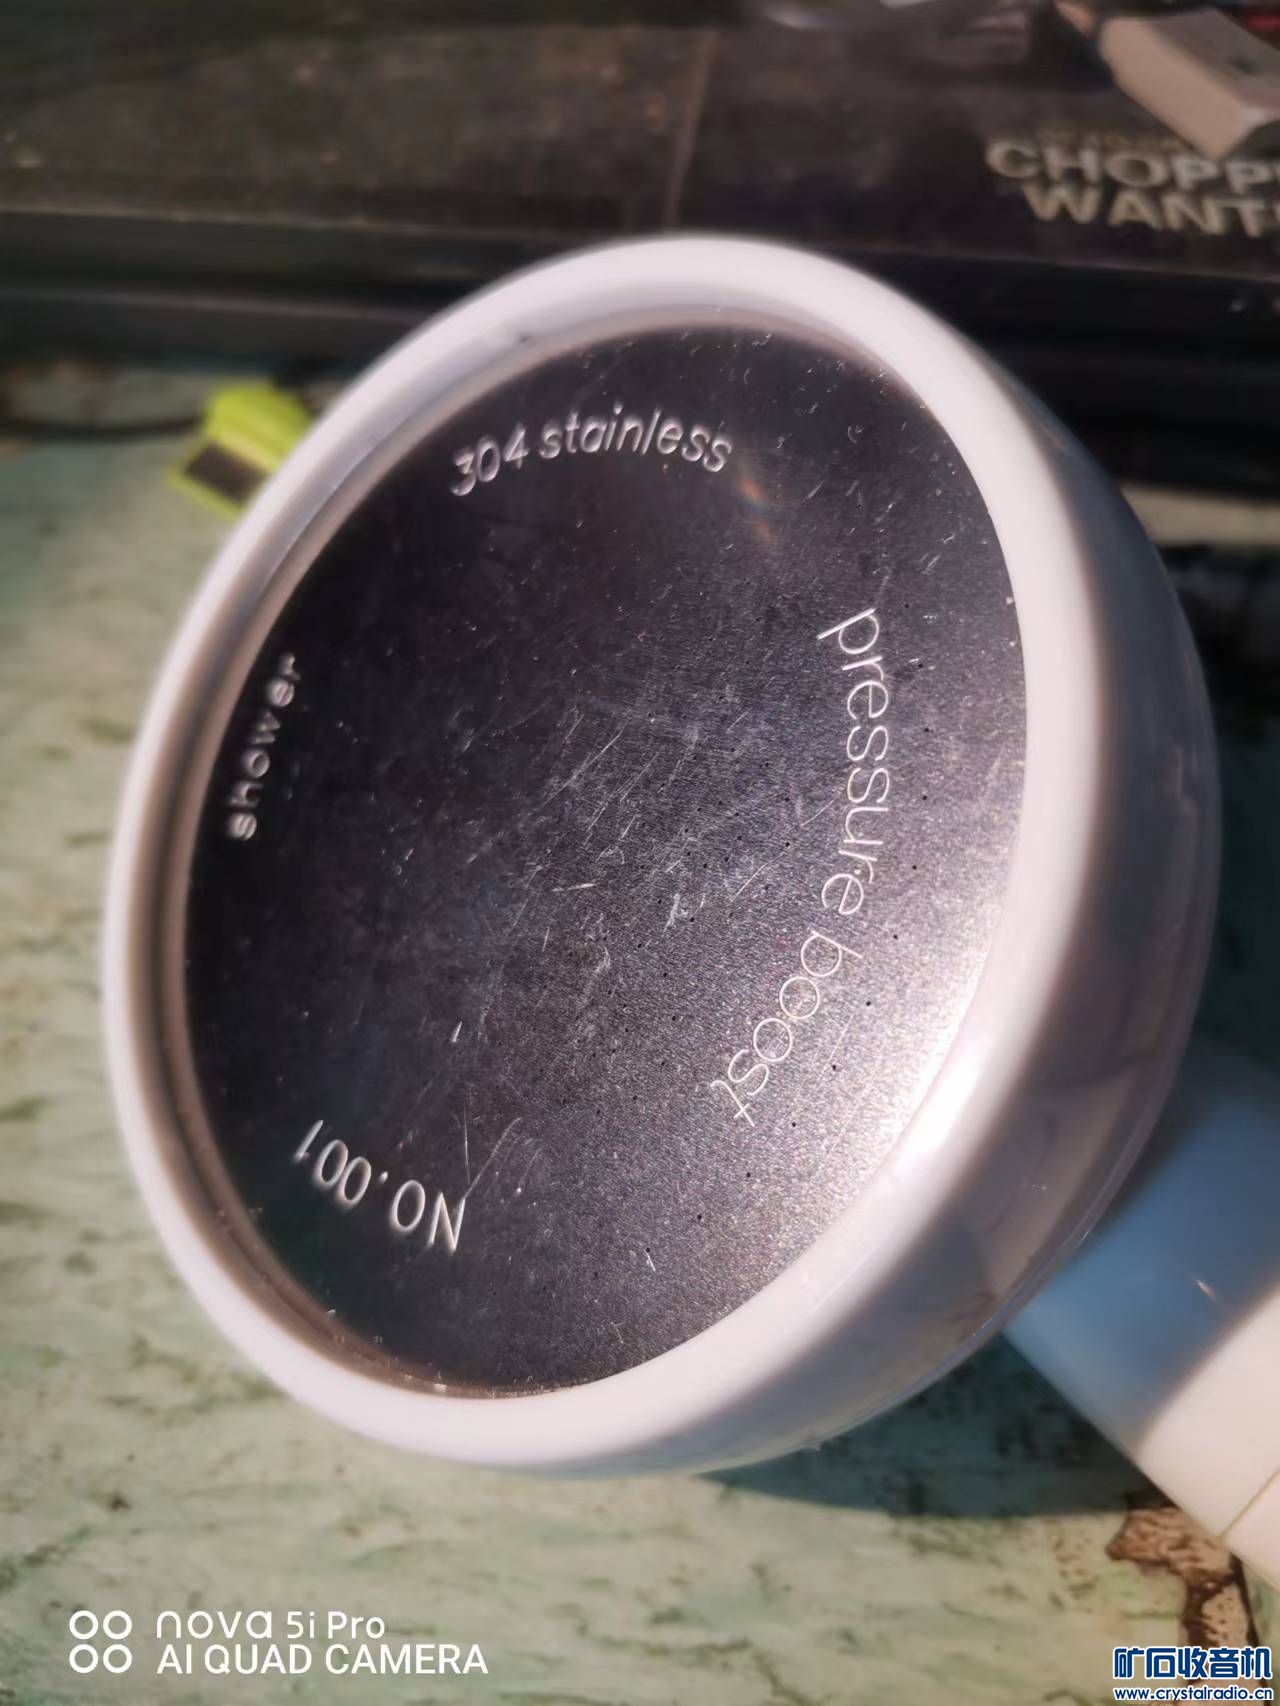 CHOPP
WANT
304 stainless
pressure boost
shower
NO.001
nova 5i Pro
AI QUAD CAMERA
矿石收音机
www.crystalradio.cn